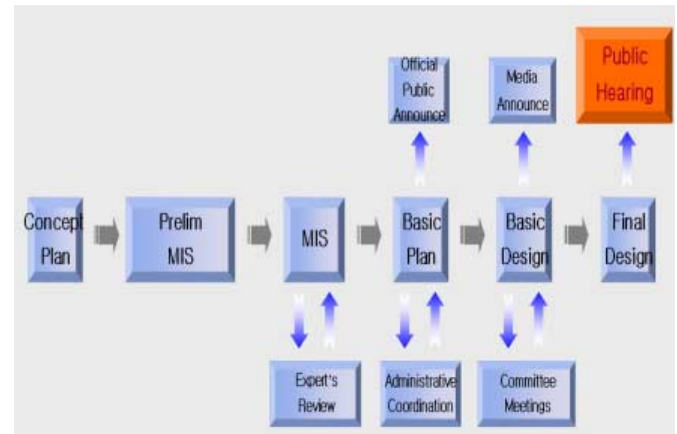 Official
Public
Announce
Media
Announce
Public
Hearing
Concept
Plan
Prelim
MIS
MIS
Basic
Plan
Basic
Design
Final
Design
Expert's
Review
Administrative
Coordination
Committee
Meetings